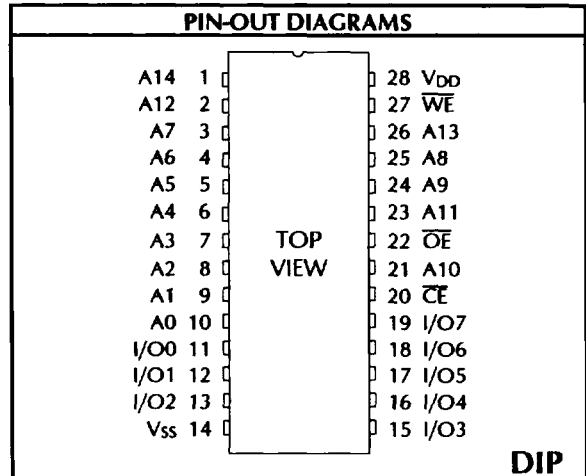 PIN-OUT DIAGRAMS
A14 1 28 VDD
A12 2 27 W̅E̅
A7 3 26 A13
A6 4 25 A8
A5 5 24 A9
A4 6 23 A11
A3 7 TOP 22 O̅E̅
A2 8 VIEW 21 A10
A1 9 20 C̅E̅
A0 10 19 I/O7
I/O0 11 18 I/O6
I/O1 12 17 I/O5
I/O2 13 16 I/O4
Vss 14 15 I/O3
DIP